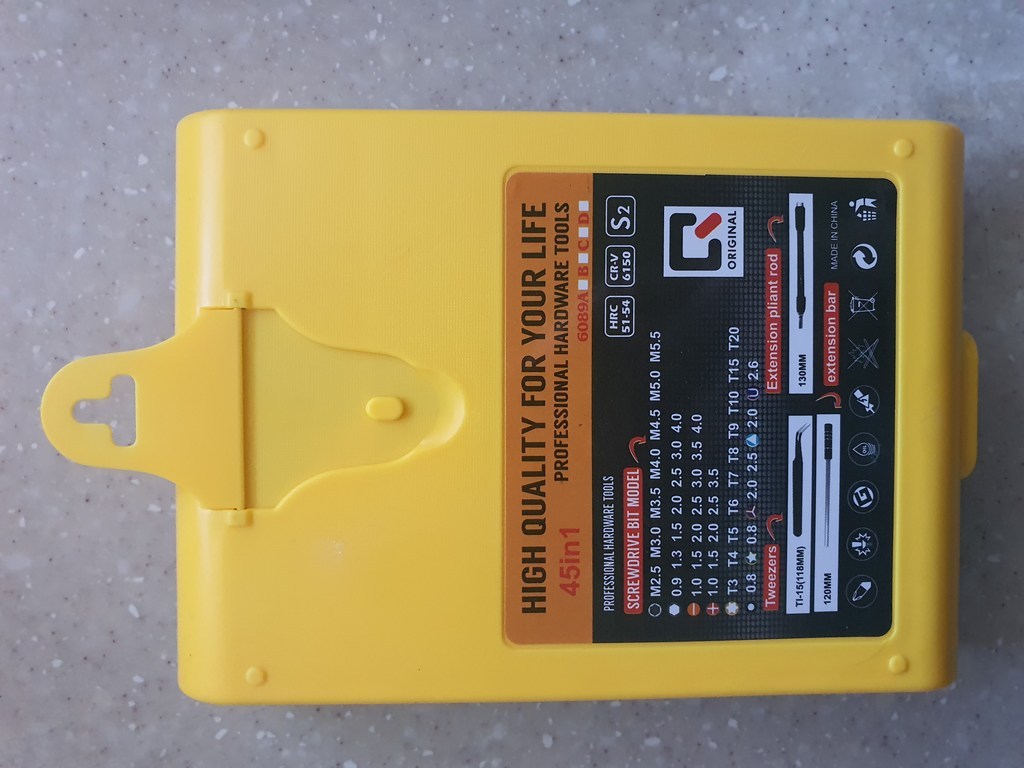 HIGH QUALITY FOR YOUR LIFE
45in1 PROFESSIONAL HARDWARE TOOLS
6089A B C D
PROFESSIONAL HARDWARE TOOLS
HRC 51-54
CR-V 6150
S2
SCREWDRIVE BIT MODEL
M2.5 M3.0 M3.5 M4.0 M4.5 M5.0 M5.5
0.9 1.3 1.5 2.0 2.5 3.0 4.0
1.0 1.5 2.0 2.5 3.0 3.5 4.0
1.0 1.5 2.0 2.5 3.5
T3 T4 T5 T6 T7 T8 T9 T10 T15 T20
0.8 0.8 2.0 2.5 2.0 2.6
ORIGINAL
Tweezers
Extension pliant rod
TI-15(118MM)
130MM
120MM
extension bar
MADE IN CHINA